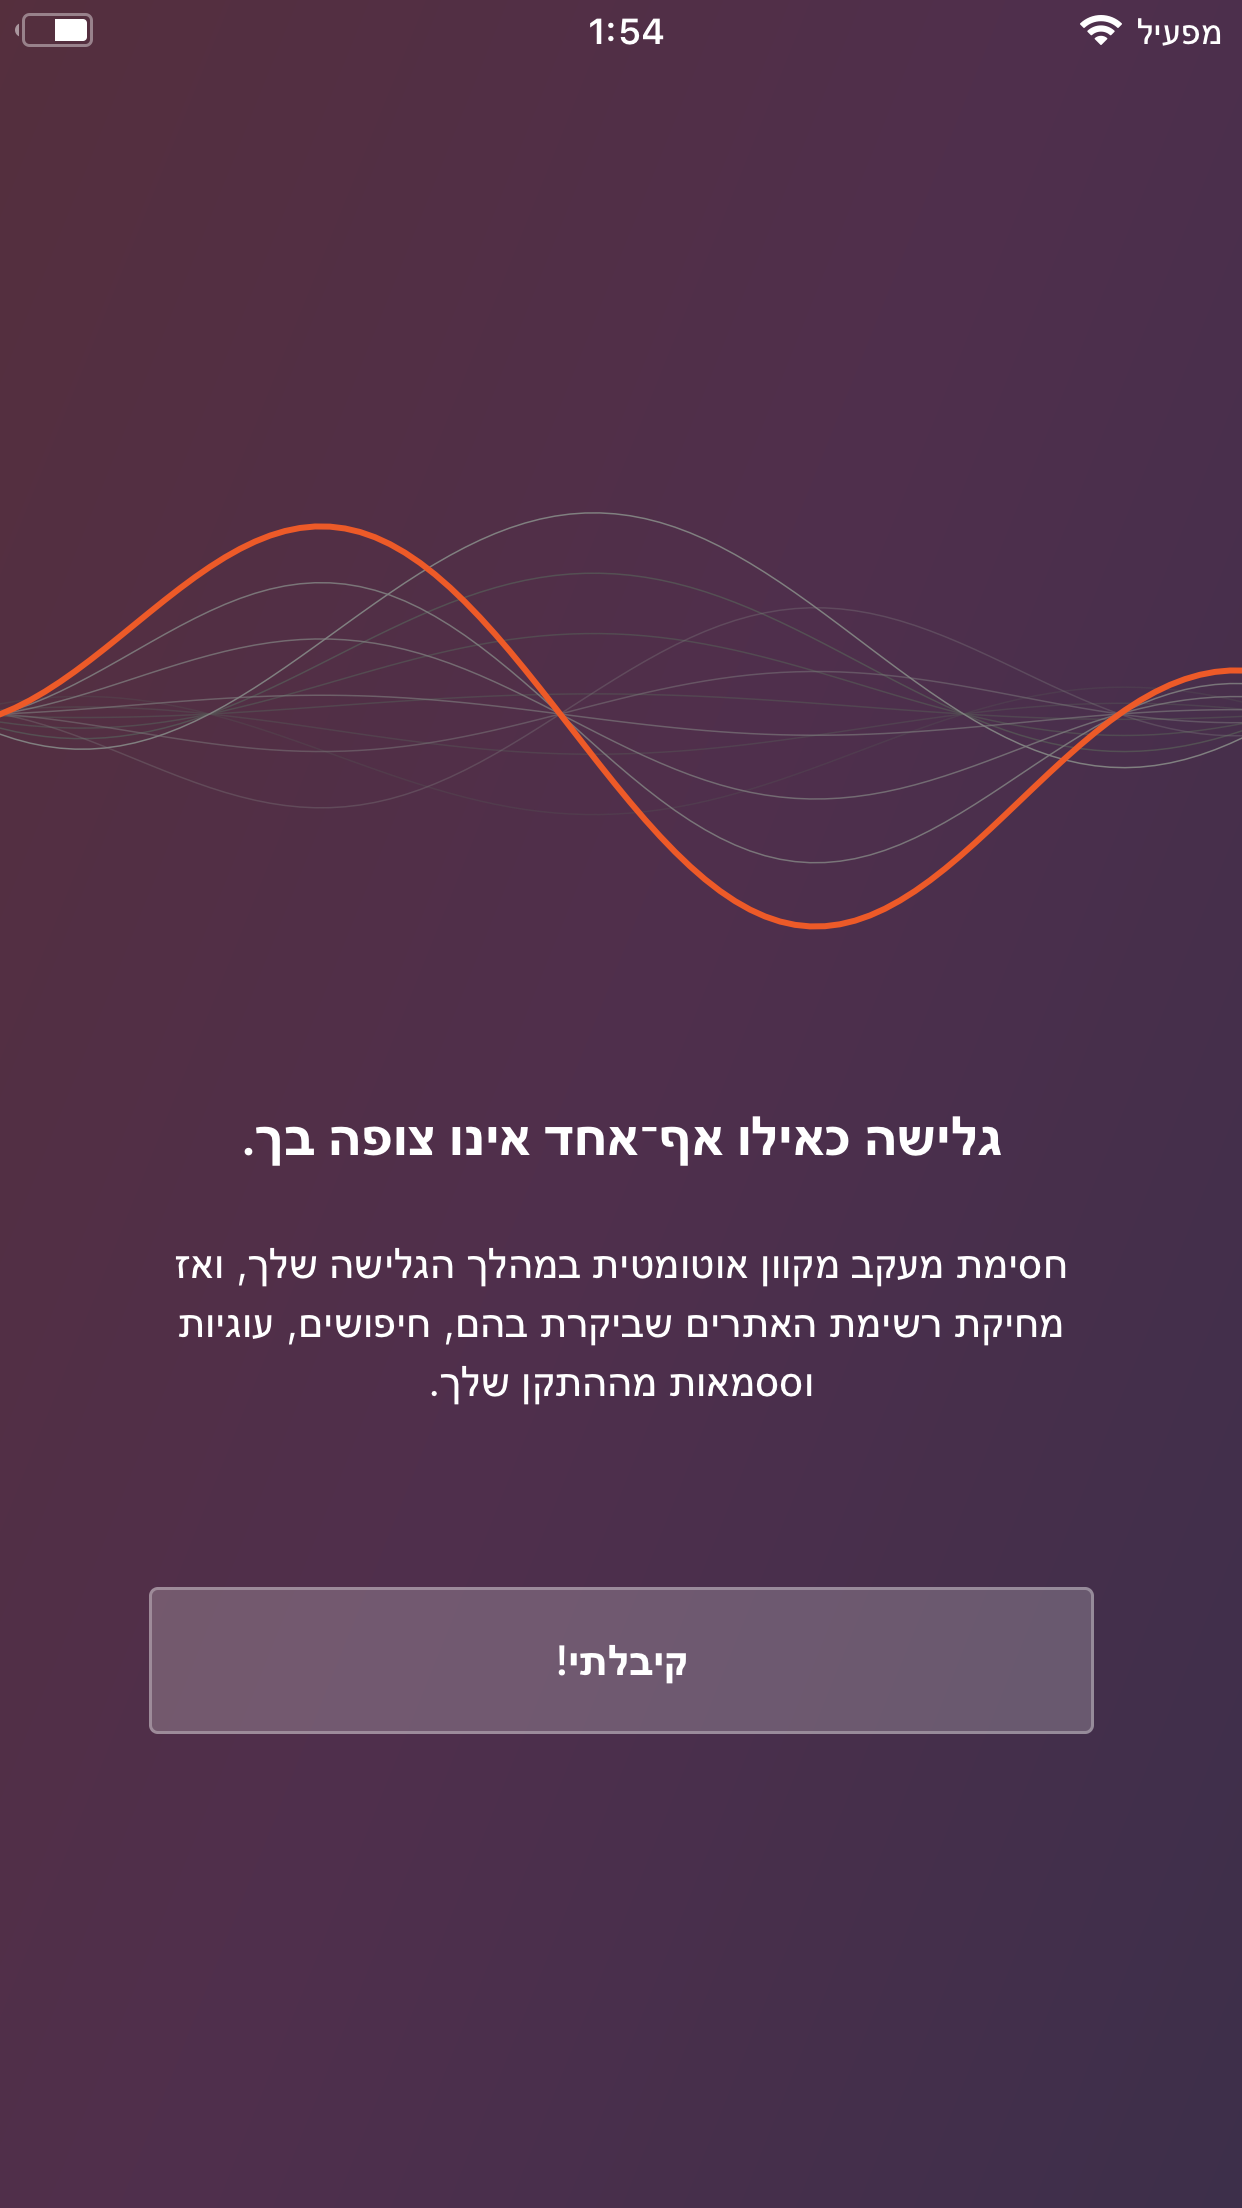 מפעיל
1:54
גלישה כאילו אף־אחד אינו צופה בך.
חסימת מעקב מקוון אוטומטית במהלך הגלישה שלך, ואז
מחיקת רשימת האתרים שביקרת בהם, חיפושים, עוגיות
וססמאות מההתקן שלך.
קיבלתי!